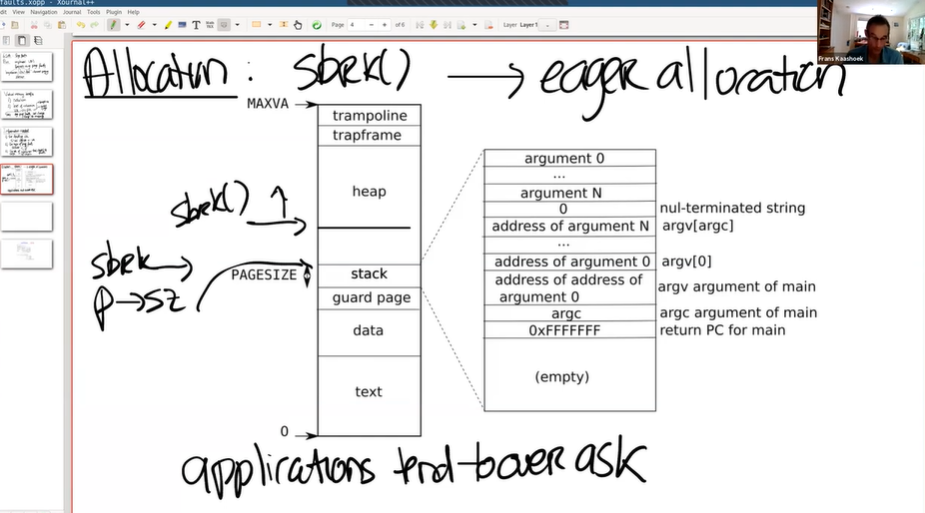 faults.xopp - Xournal++
dit View Navigation Journal Tools Plugin Help
Page 4 of 6 Layer Layer 1
Frans Kaashoek
Allocation : sbrk() → eager alloration
MAXVA
trampoline
trapframe
heap
sbrk() ↑
sbrk
p→sz
PAGESIZE
stack
guard page
data
text
0
argument 0
...
argument N
0 nul-terminated string
address of argument N argv[argc]
...
address of argument 0 argv[0]
address of address of
argument 0 argv argument of main
argc argc argument of main
0xFFFFFFF return PC for main
(empty)
applications tend to over ask